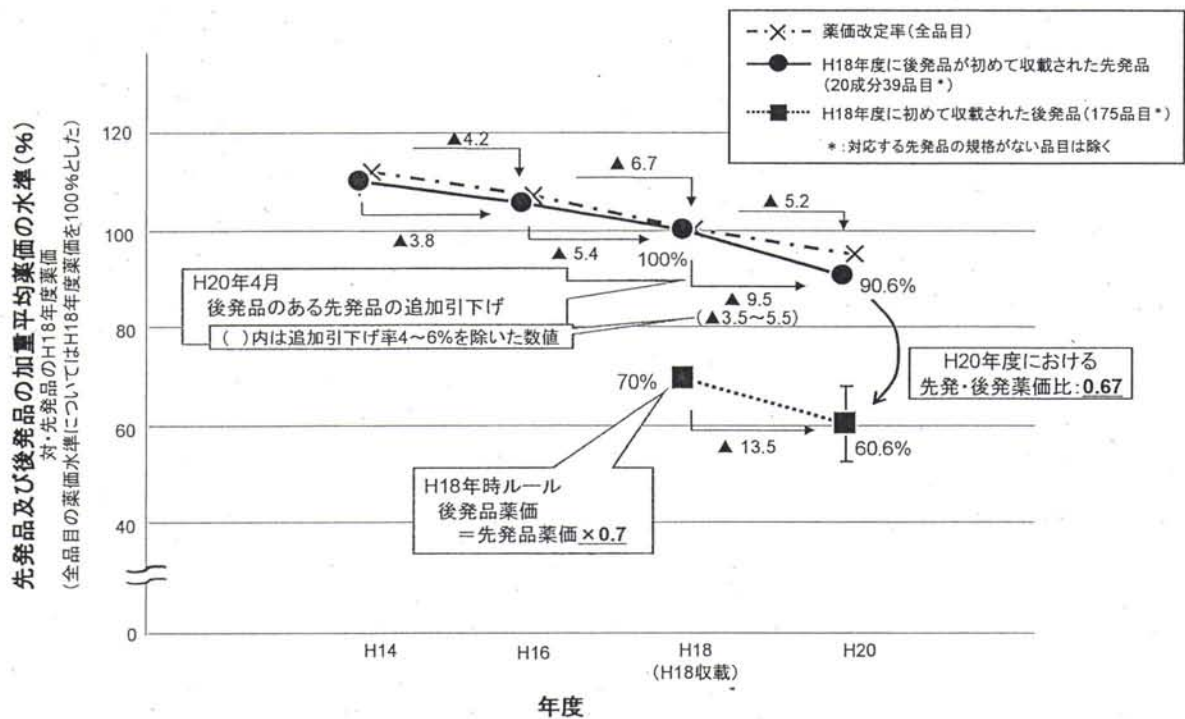 薬価改定率(全品目)
H18年度に後発品が初めて収載された先発品
(20成分39品目*)
H18年度に初めて収載された後発品(175品目*)
*:対応する先発品の規格がない品目は除く
先発品及び後発品の加重平均薬価の水準(%)
対・先発品のH18年度薬価
(全品目の薬価水準についてはH18年度薬価を100%とした)
120
100
80
60
40
0
▲4.2
▲ 6.7
▲ 5.2
▲3.8
▲ 5.4
100%
▲ 9.5
(▲3.5~5.5)
90.6%
H20年4月
後発品のある先発品の追加引下げ
( )内は追加引下げ率4~6%を除いた数値
H20年度における
先発・後発薬価比:0.67
70%
▲ 13.5
60.6%
H18年時ルール
後発品薬価
=先発品薬価×0.7
H14
H16
H18
(H18収載)
H20
年度